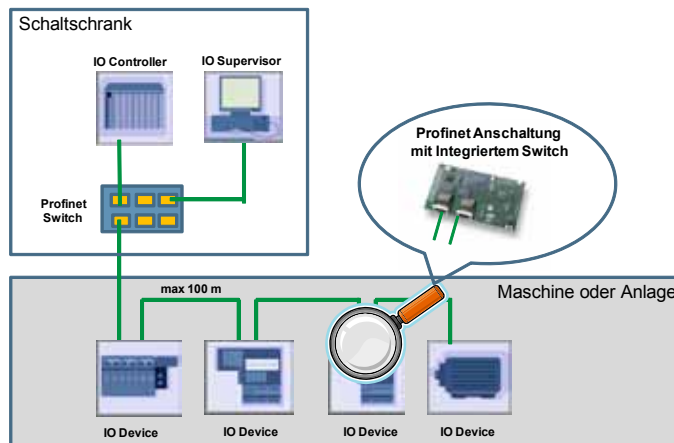 Schaltschrank
IO Controller
IO Supervisor
Profinet Anschaltung
mit Integriertem Switch
Profinet
Switch
max 100 m
Maschine oder Anlage
IO Device
IO Device
IO Device
IO Device